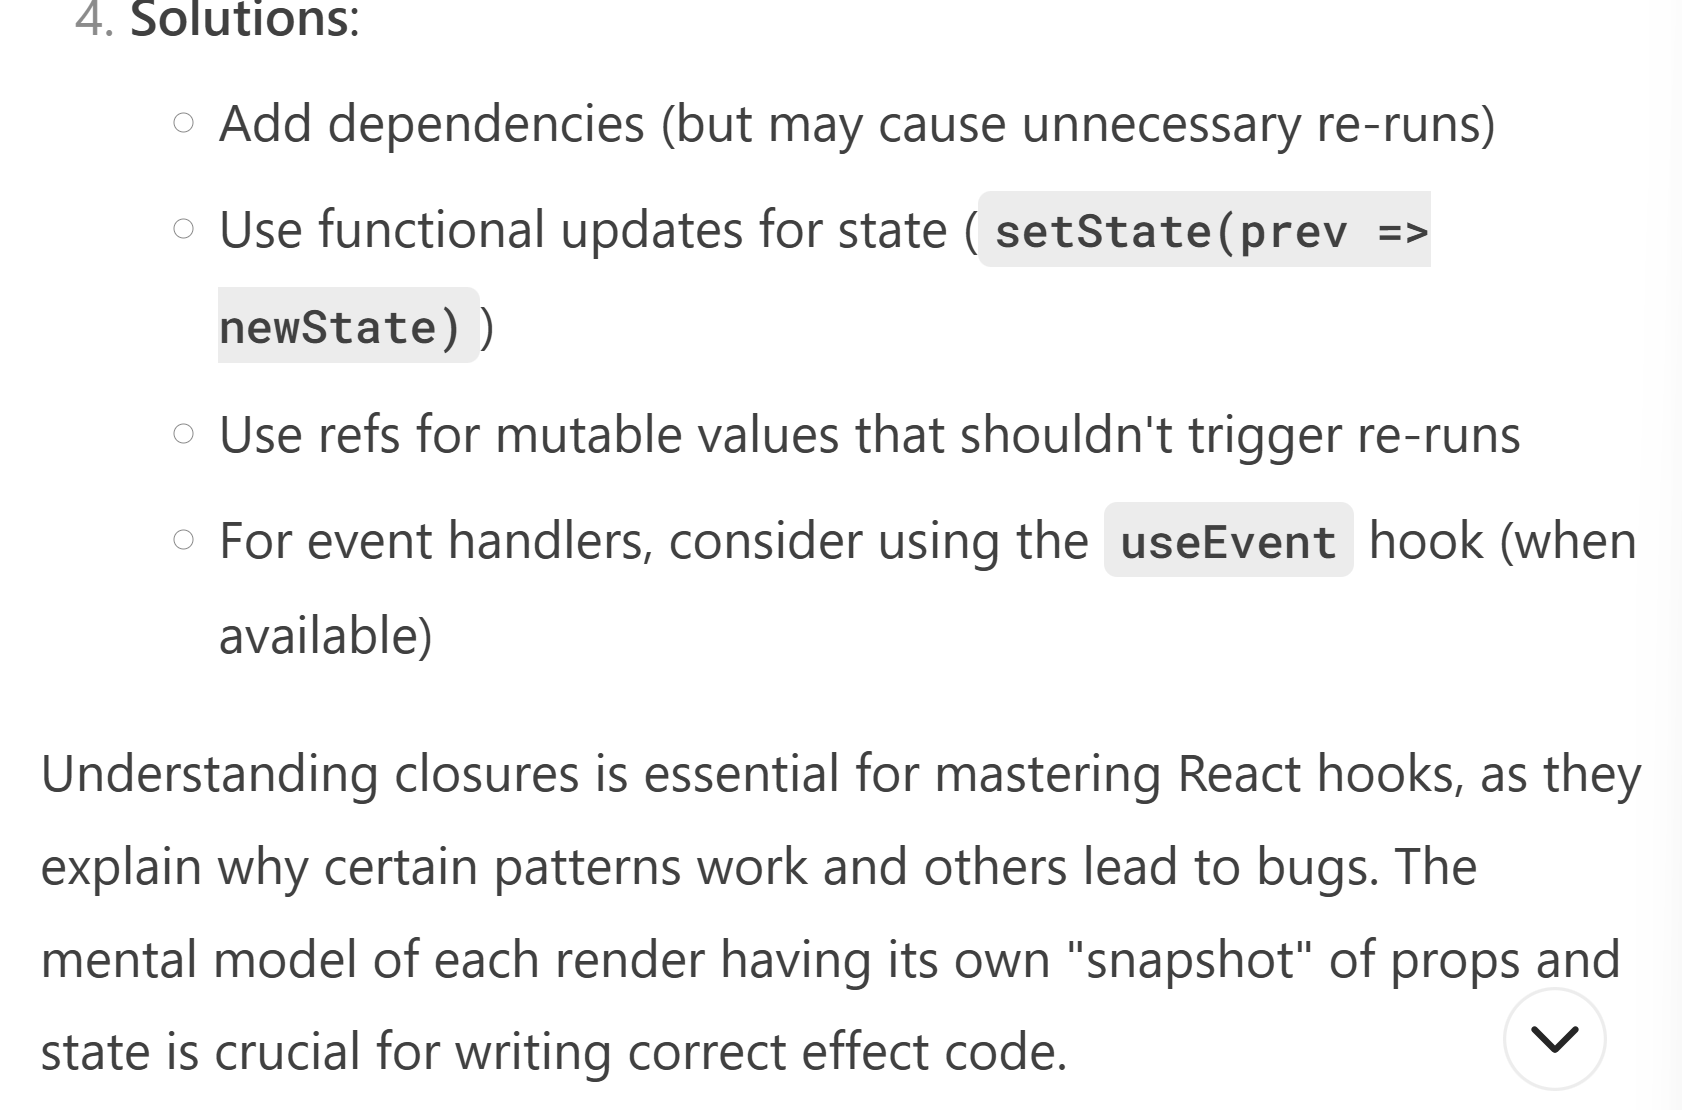 4. Solutions:
Add dependencies (but may cause unnecessary re-runs)
Use functional updates for state ( setState(prev =>
newState) )
Use refs for mutable values that shouldn't trigger re-runs
For event handlers, consider using the useEvent hook (when
available)
Understanding closures is essential for mastering React hooks, as they
explain why certain patterns work and others lead to bugs. The
mental model of each render having its own "snapshot" of props and
state is crucial for writing correct effect code.